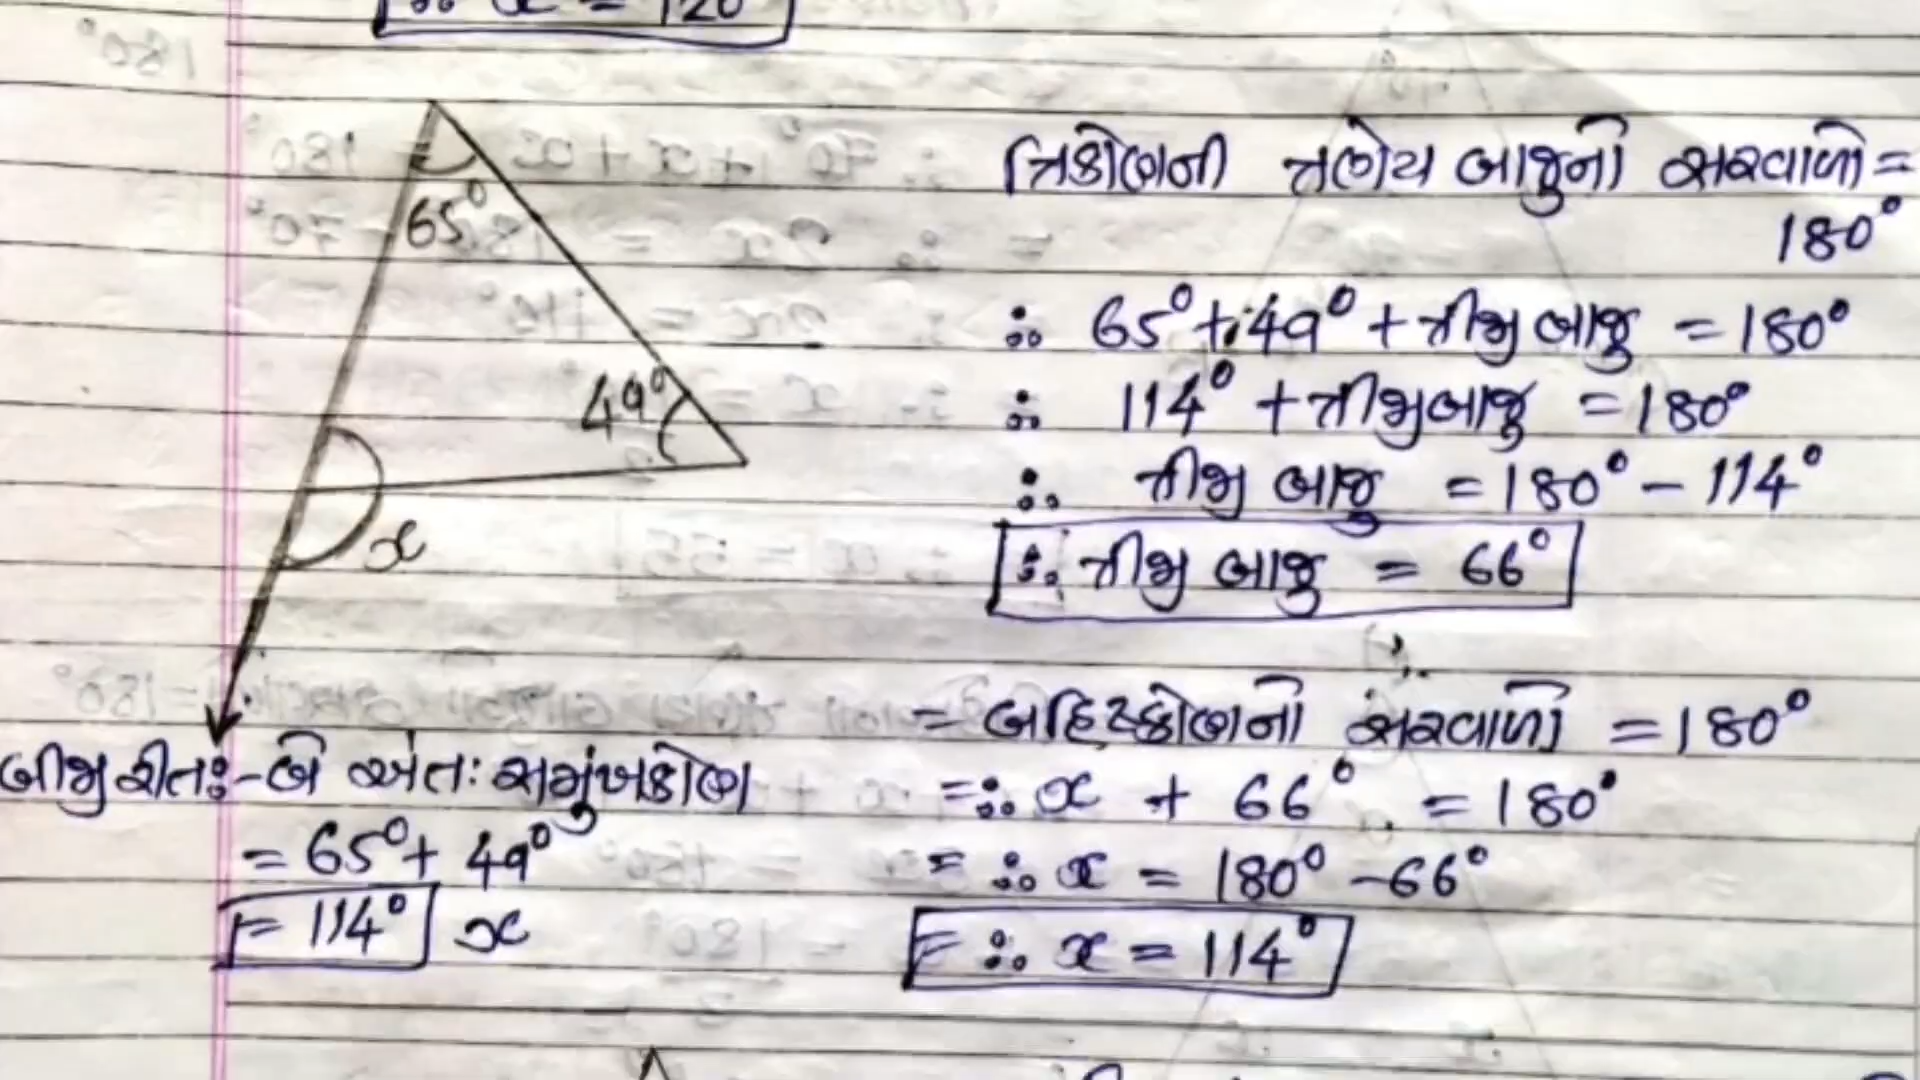 ∴ x = 120
65°
49°
x
ત્રિકોણની ત્રણેય બાજુનો સરવાળો =
180°
∴ 65° + 49° + ત્રીજી બાજુ = 180°
∴ 114° + ત્રીજી બાજુ = 180°
∴ ત્રીજી બાજુ = 180° - 114°
∴ ત્રીજી બાજુ = 66°
= બહિષ્કોણનો સરવાળો = 180°
= ∴ x + 66° = 180°
= ∴ x = 180° - 66°
= ∴ x = 114°
બીજી રીત :- બે અંતઃ સમુંખકોણ
= 65° + 49°
= 114° x